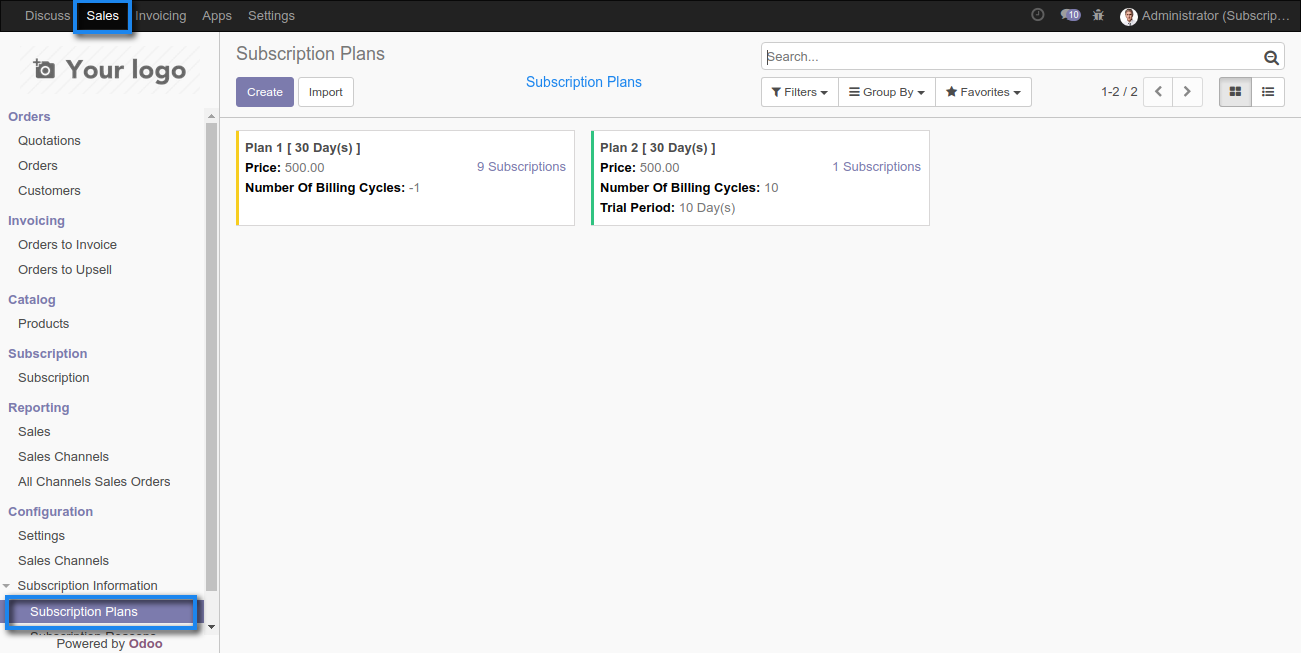 Discuss Sales Invoicing Apps Settings 10 Administrator (Subscrip...
Your logo
Subscription Plans
Search...
Create Import
Subscription Plans
Filters Group By Favorites 1-2 / 2
Orders
Quotations
Orders
Customers
Invoicing
Orders to Invoice
Orders to Upsell
Catalog
Products
Subscription
Subscription
Reporting
Sales
Sales Channels
All Channels Sales Orders
Configuration
Settings
Sales Channels
Subscription Information
Subscription Plans
Subscription Reasons
Powered by Odoo
Plan 1 [ 30 Day(s) ]
Price: 500.00 9 Subscriptions
Number Of Billing Cycles: -1
Plan 2 [ 30 Day(s) ]
Price: 500.00 1 Subscriptions
Number Of Billing Cycles: 10
Trial Period: 10 Day(s)